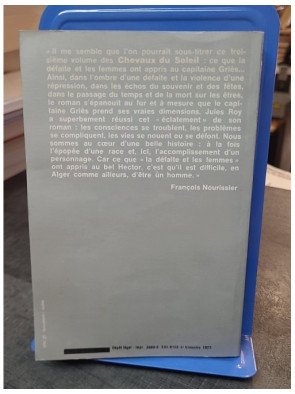 « Il me semble que l'on pourrait sous-titrer ce troi-
sième volume des Chevaux du Soleil : ce que la
défaite et les femmes ont appris au capitaine Griès...
Ainsi, dans l'ombre d'une défaite et la violence d'une
répression, dans les échos du souvenir et des fêtes,
dans le passage du temps et de la mort sur les êtres,
le roman s'épanouit au fur et à mesure que le capi-
taine Griès prend ses vraies dimensions. Jules Roy
a superbement réussi cet « éclatement » de son
roman : les consciences se troublent, les problèmes
se compliquent, les vies se nouent ou se défont. Nous
sommes au cœur d'une belle histoire : à la fois
l'épopée d'une race et, ici, l'accomplissement d'un
personnage. Car ce que « la défaite et les femmes »
ont appris au bel Hector, c'est qu'il est difficile, en
Alger comme ailleurs, d'être un homme. »
François Nourissier
Dépôt légal